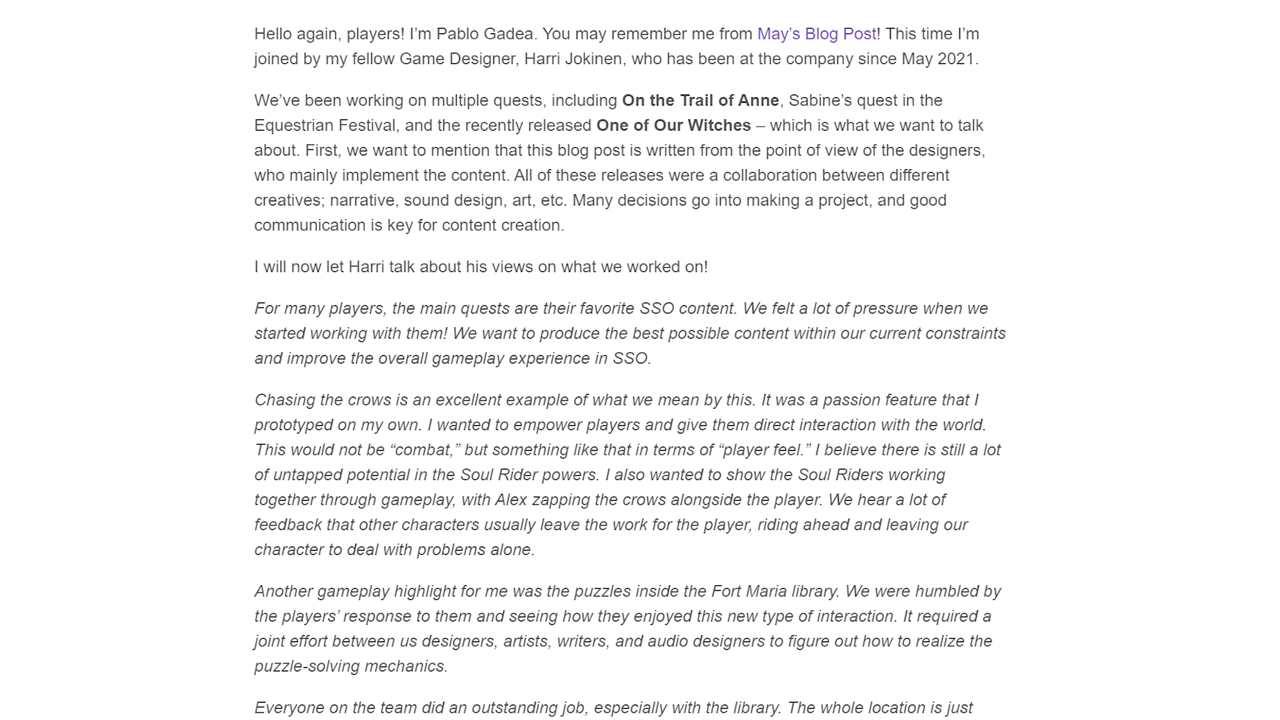 Hello again, players! I’m Pablo Gadea. You may remember me from May’s Blog Post! This time I’m
joined by my fellow Game Designer, Harri Jokinen, who has been at the company since May 2021.
We’ve been working on multiple quests, including On the Trail of Anne, Sabine’s quest in the
Equestrian Festival, and the recently released One of Our Witches – which is what we want to talk
about. First, we want to mention that this blog post is written from the point of view of the designers,
who mainly implement the content. All of these releases were a collaboration between different
creatives; narrative, sound design, art, etc. Many decisions go into making a project, and good
communication is key for content creation.
I will now let Harri talk about his views on what we worked on!
For many players, the main quests are their favorite SSO content. We felt a lot of pressure when we
started working with them! We want to produce the best possible content within our current constraints
and improve the overall gameplay experience in SSO.
Chasing the crows is an excellent example of what we mean by this. It was a passion feature that I
prototyped on my own. I wanted to empower players and give them direct interaction with the world.
This would not be “combat,” but something like that in terms of “player feel.” I believe there is still a lot
of untapped potential in the Soul Rider powers. I also wanted to show the Soul Riders working
together through gameplay, with Alex zapping the crows alongside the player. We hear a lot of
feedback that other characters usually leave the work for the player, riding ahead and leaving our
character to deal with problems alone.
Another gameplay highlight for me was the puzzles inside the Fort Maria library. We were humbled by
the players’ response to them and seeing how they enjoyed this new type of interaction. It required a
joint effort between us designers, artists, writers, and audio designers to figure out how to realize the
puzzle-solving mechanics.
Everyone on the team did an outstanding job, especially with the library. The whole location is just